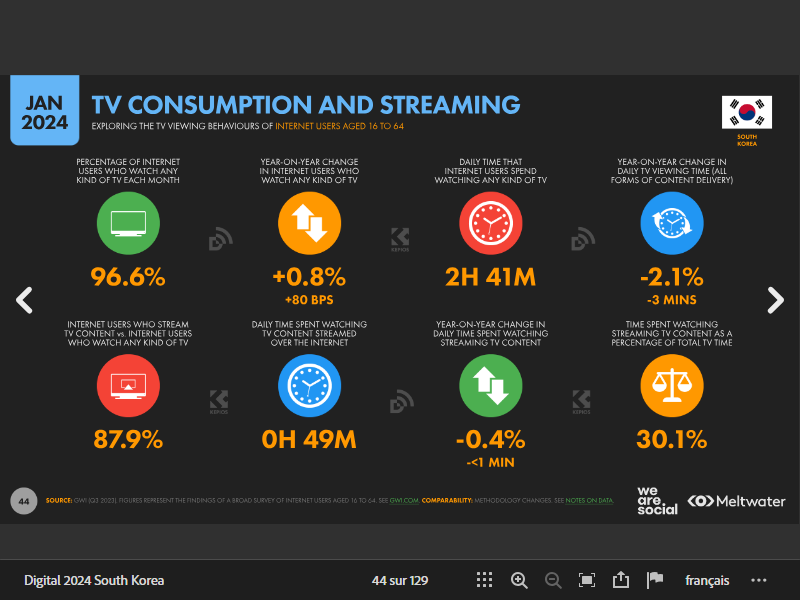 JAN
2024
TV CONSUMPTION AND STREAMING
EXPLORING THE TV VIEWING BEHAVIOURS OF INTERNET USERS AGED 16 TO 64
SOUTH
KOREA
PERCENTAGE OF INTERNET
USERS WHO WATCH ANY
KIND OF TV EACH MONTH
96.6%
YEAR-ON-YEAR CHANGE
IN INTERNET USERS WHO
WATCH ANY KIND OF TV
+0.8%
+80 BPS
DAILY TIME THAT
INTERNET USERS SPEND
WATCHING ANY KIND OF TV
2H 41M
YEAR-ON-YEAR CHANGE IN
DAILY TV VIEWING TIME (ALL
FORMS OF CONTENT DELIVERY)
-2.1%
-3 MINS
KEPIOS
INTERNET USERS WHO STREAM
TV CONTENT vs. INTERNET USERS
WHO WATCH ANY KIND OF TV
87.9%
DAILY TIME SPENT WATCHING
TV CONTENT STREAMED
OVER THE INTERNET
0H 49M
YEAR-ON-YEAR CHANGE IN
DAILY TIME SPENT WATCHING
STREAMING TV CONTENT
-0.4%
-<1 MIN
TIME SPENT WATCHING
STREAMING TV CONTENT AS A
PERCENTAGE OF TOTAL TV TIME
30.1%
KEPIOS
KEPIOS
44
SOURCE: GWI (Q3 2023). FIGURES REPRESENT THE FINDINGS OF A BROAD SURVEY OF INTERNET USERS AGED 16 TO 64. SEE GWI.COM. COMPARABILITY: METHODOLOGY CHANGES. SEE NOTES ON DATA.
we
are.
social
Meltwater
Digital 2024 South Korea
44 sur 129
français